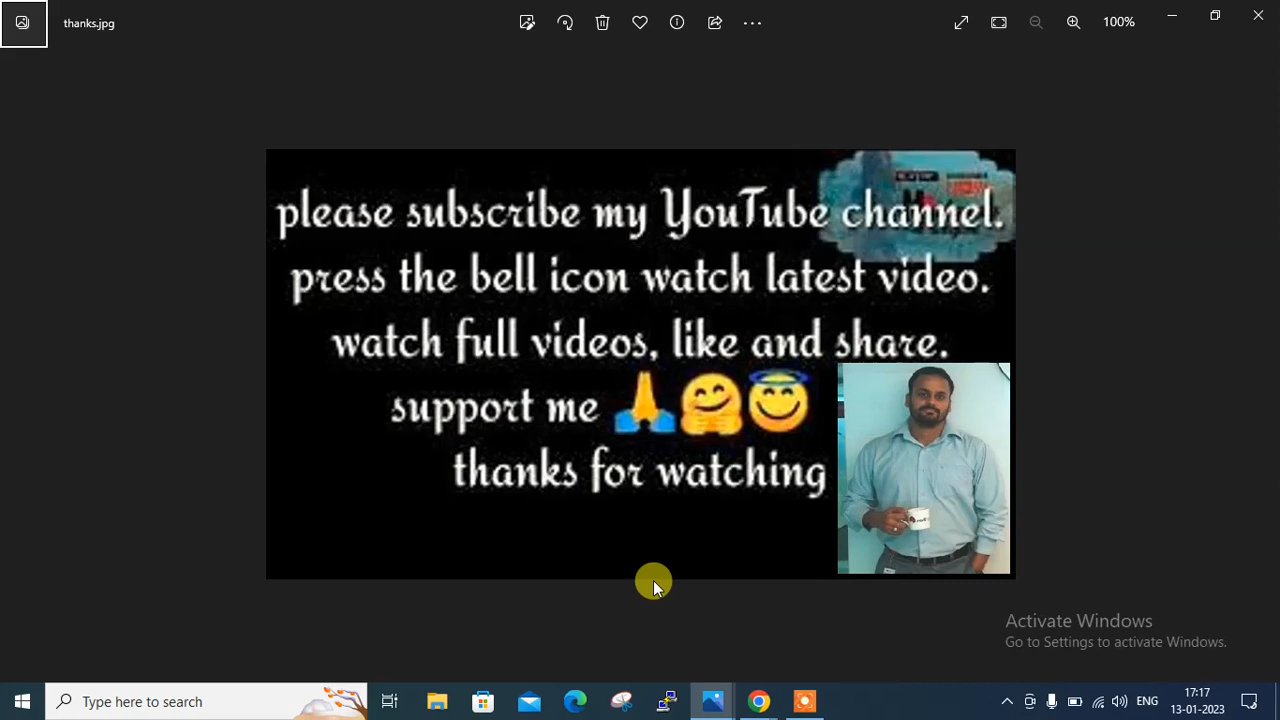 thanks.jpg
100%
please subscribe my YouTube channel.
press the bell icon watch latest video.
watch full videos, like and share.
support me 🙏🤗😇
thanks for watching
Activate Windows
Go to Settings to activate Windows.
Type here to search
ENG
17:17
13-01-2023